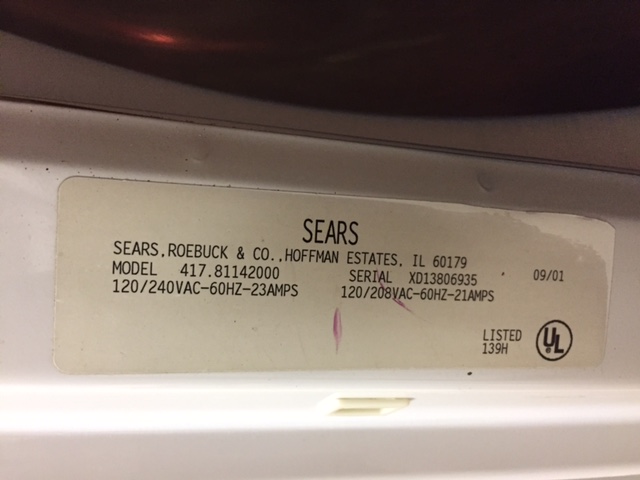 SEARS
SEARS,ROEBUCK & CO.,HOFFMAN ESTATES, IL 60179
MODEL 417.81142000 SERIAL XD13806935 09/01
120/240VAC-60HZ-23AMPS 120/208VAC-60HZ-21AMPS
LISTED
139H
UL